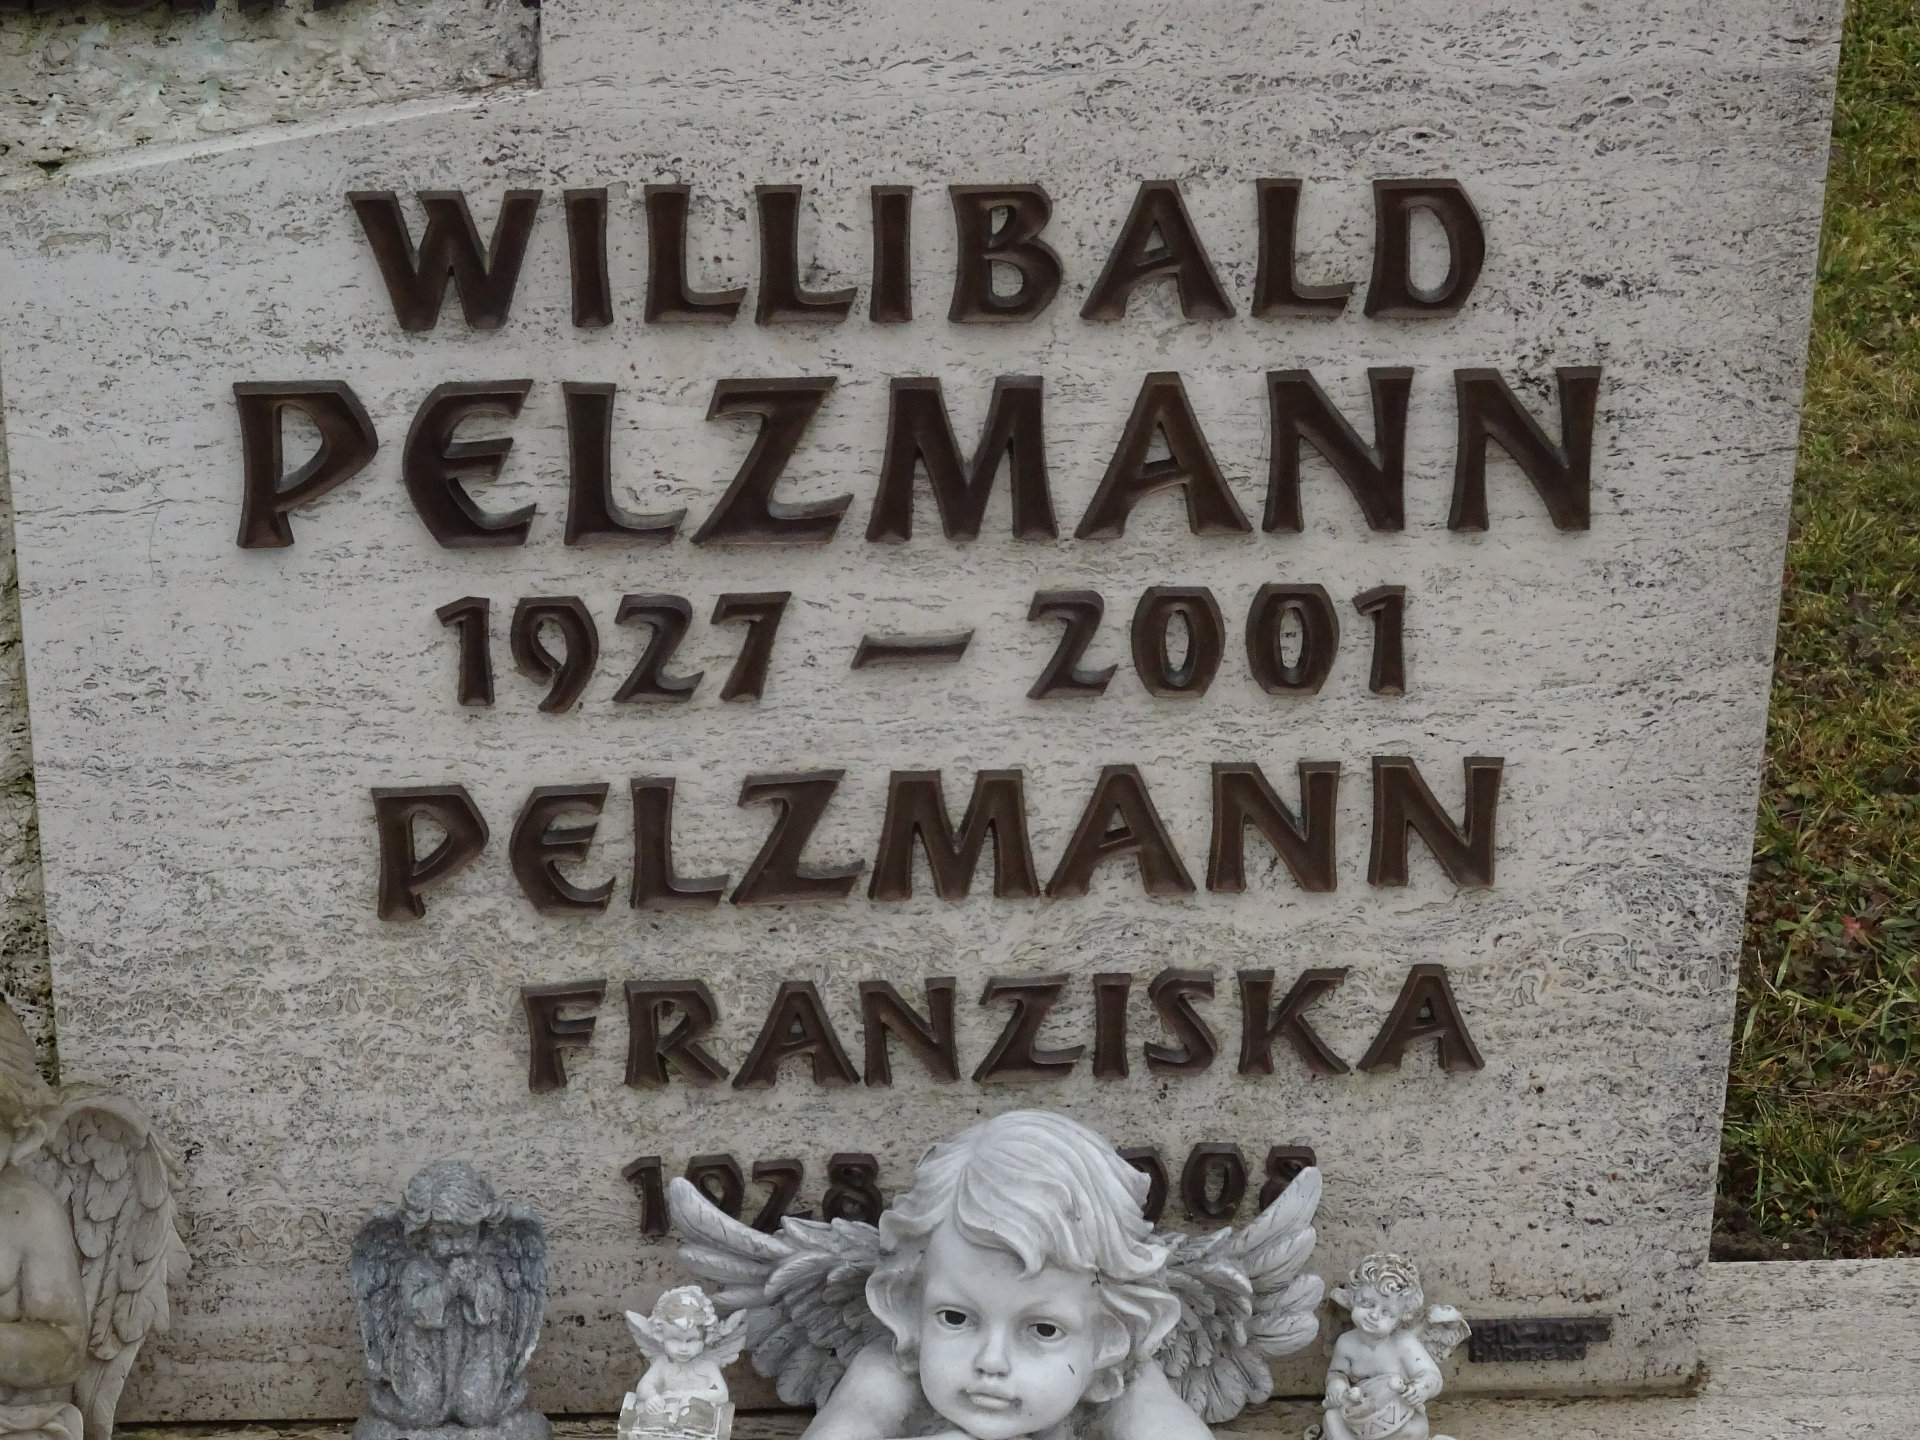 WILLIBALD
PELZMANN
1927 – 2001
PELZMANN
FRANZISKA
1928